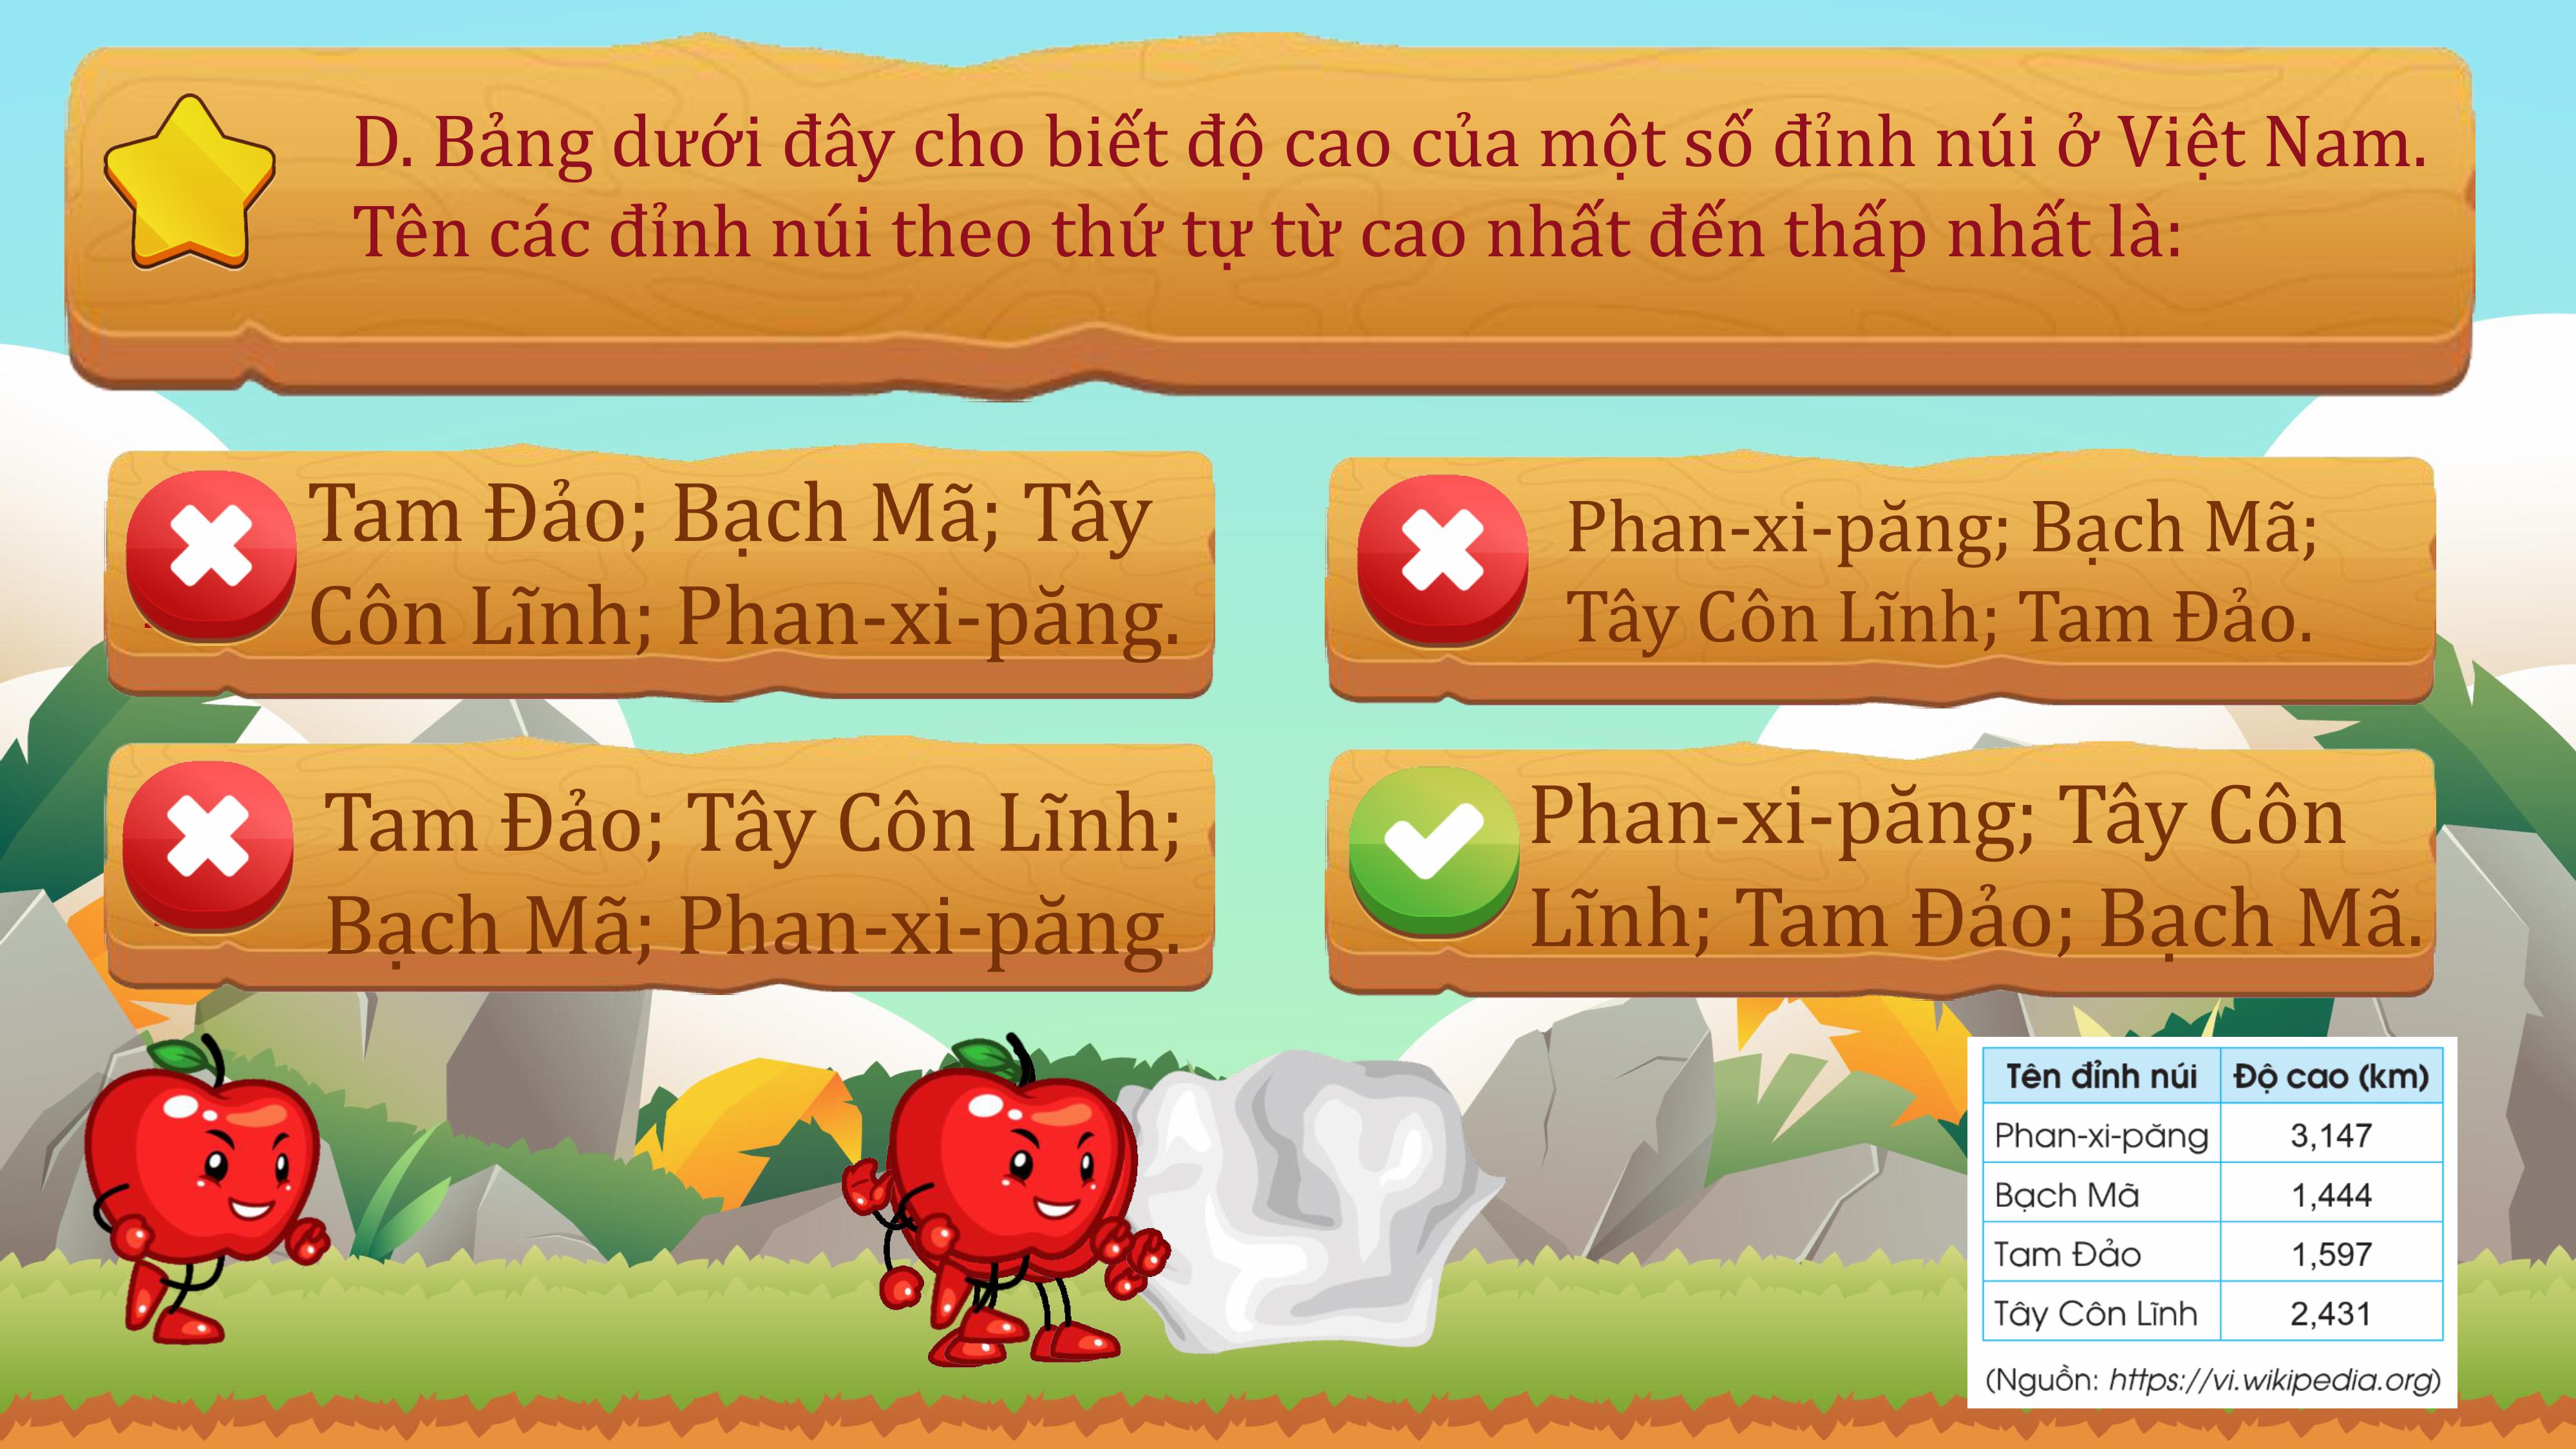 D. Bảng dưới đây cho biết độ cao của một số đỉnh núi ở Việt Nam.
Tên các đỉnh núi theo thứ tự từ cao nhất đến thấp nhất là:
Tam Đảo; Bạch Mã; Tây
Côn Lĩnh; Phan-xi-păng.
Phan-xi-păng; Bạch Mã;
Tây Côn Lĩnh; Tam Đảo.
Tam Đảo; Tây Côn Lĩnh;
Bạch Mã; Phan-xi-păng.
Phan-xi-păng; Tây Côn
Lĩnh; Tam Đảo; Bạch Mã.
Tên đỉnh núi Độ cao (km)
Phan-xi-păng 3,147
Bạch Mã 1,444
Tam Đảo 1,597
Tây Côn Lĩnh 2,431
(Nguồn: https://vi.wikipedia.org)